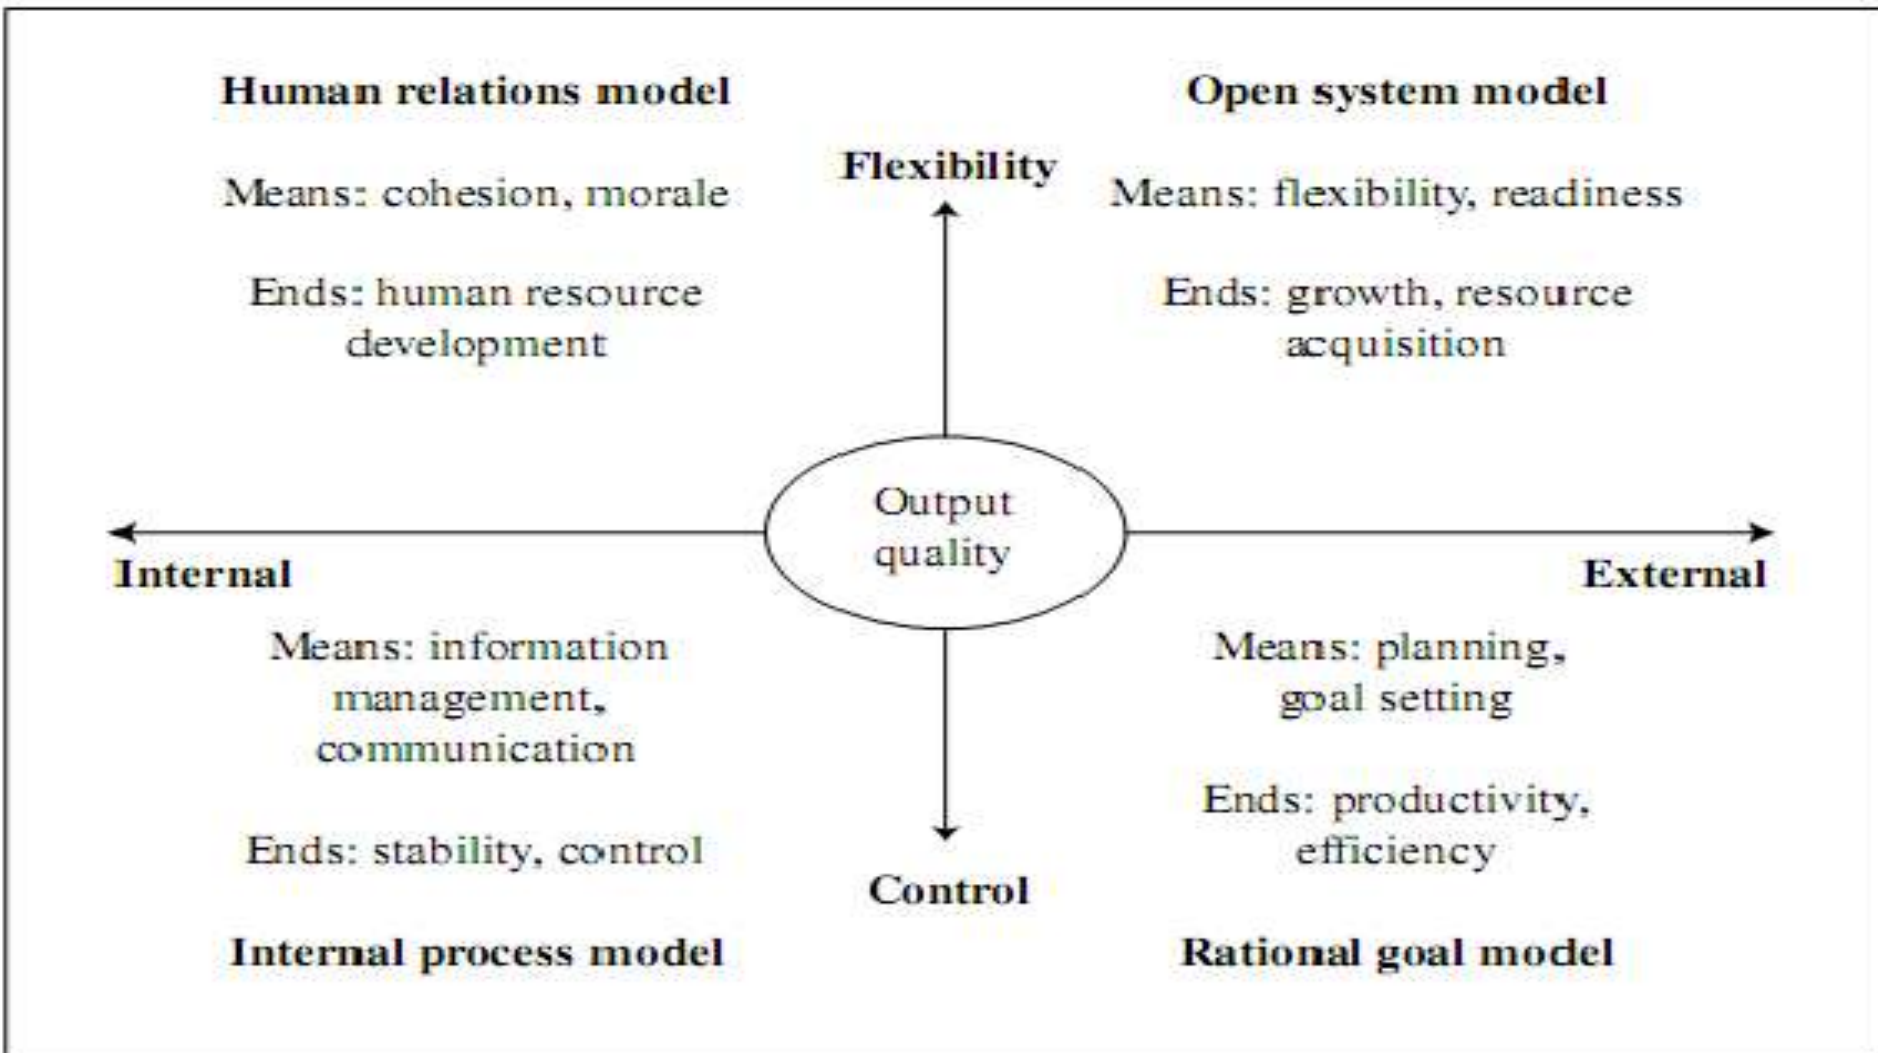 Human relations model
Means: cohesion, morale
Ends: human resource
development
Flexibility
Open system model
Means: flexibility, readiness
Ends: growth, resource
acquisition
Output
quality
Internal
External
Means: information
management,
communication
Ends: stability, control
Internal process model
Control
Means: planning,
goal setting
Ends: productivity,
efficiency
Rational goal model